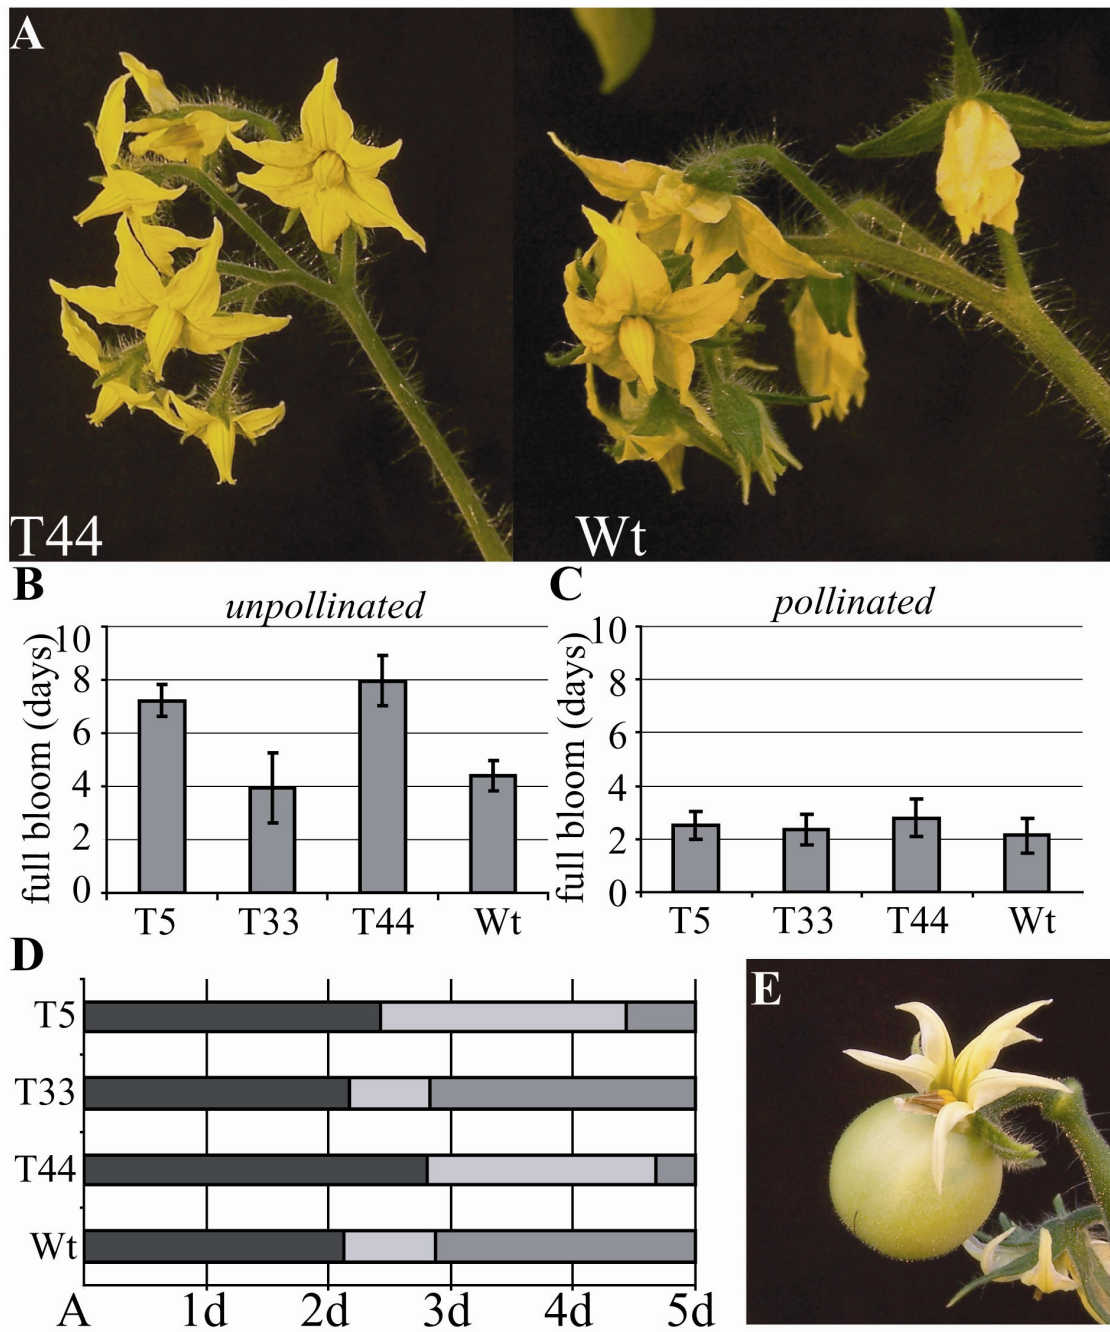 A
T44
Wt
B
unpollinated
full bloom (days)
10
8
6
4
2
0
T5 T33 T44 Wt
C
pollinated
full bloom (days)
10
8
6
4
2
0
T5 T33 T44 Wt
D
T5
T33
T44
Wt
A 1d 2d 3d 4d 5d
E